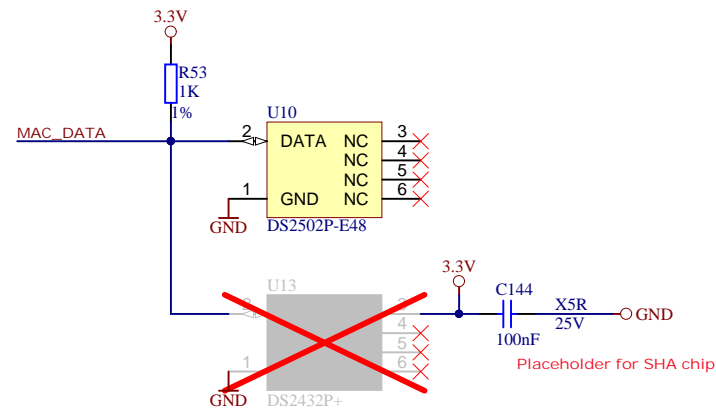 3.3V
R53
1K
1%
MAC_DATA
U10
2 DATA NC 3
NC 4
NC 5
1 GND NC 6
GND
DS2502P-E48
3.3V
U13
C144
X5R
2 3
GND
4
100nF
25V
5
Placeholder for SHA chip
1 6
GND
DS2432P+